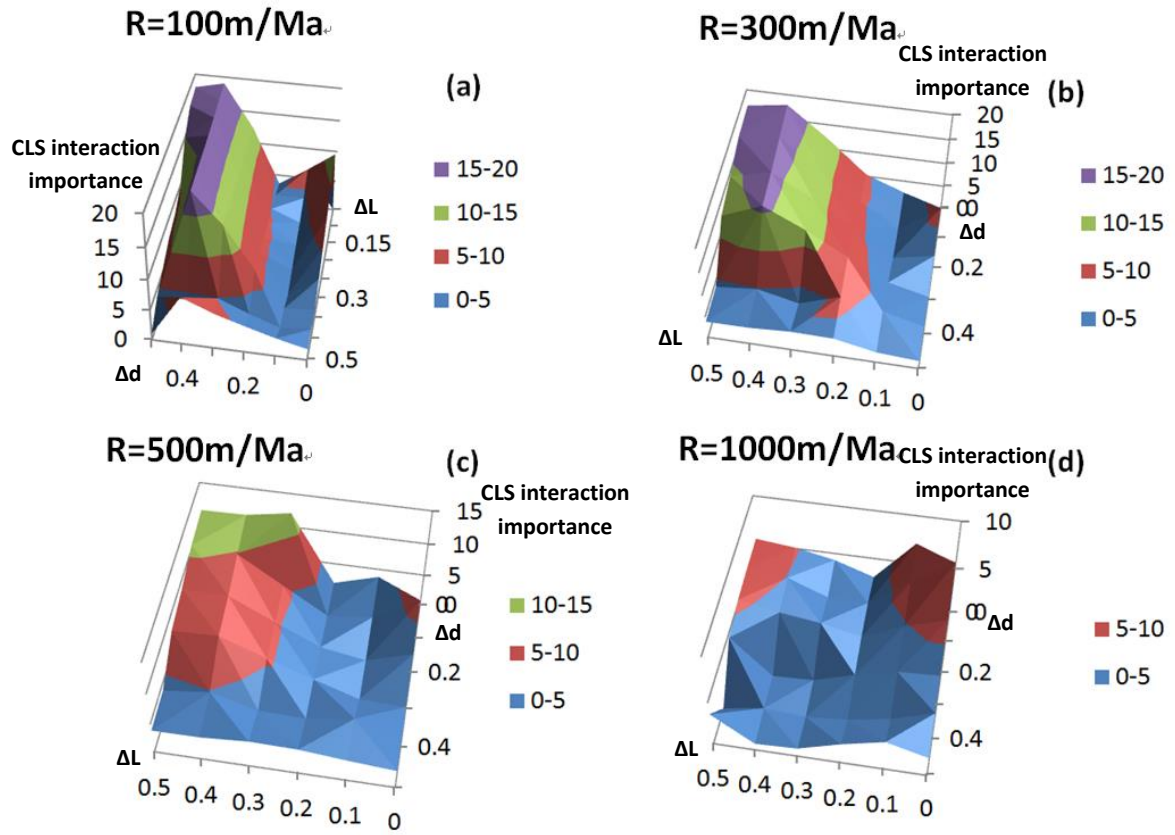 R=100m/Ma
(a)
CLS interaction
importance
20
15
10
5
0
Δd
0.4
0.2
0
ΔL
0.15
0.3
0.5
15-20
10-15
5-10
0-5
R=300m/Ma
CLS interaction
importance
(b)
20
15
10
5
0
0
Δd
0.2
0.4
ΔL
0.5 0.4 0.3 0.2 0.1 0
15-20
10-15
5-10
0-5
R=500m/Ma
(c)
CLS interaction
importance
15
10
5
0
0
Δd
0.2
0.4
ΔL
0.5 0.4 0.3 0.2 0.1 0
10-15
5-10
0-5
R=1000m/Ma
CLS interaction
importance
(d)
10
5
0
0
Δd
0.2
0.4
ΔL
0.5 0.4 0.3 0.2 0.1 0
5-10
0-5